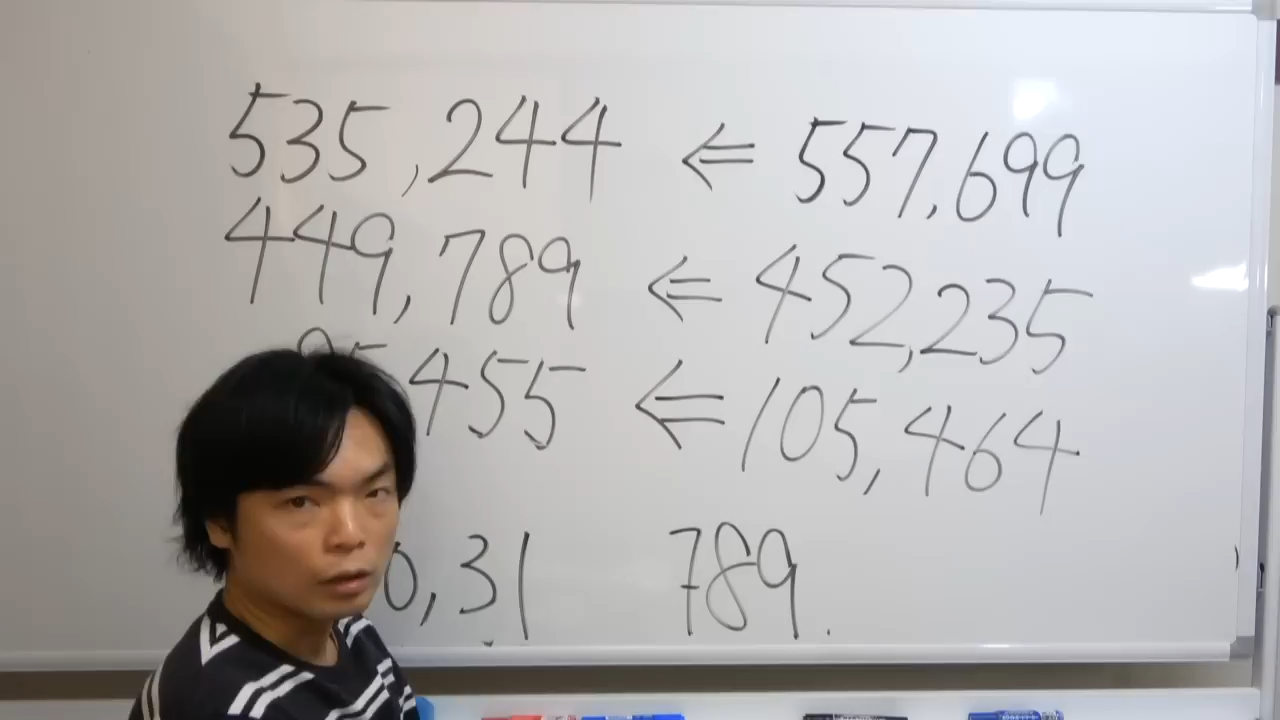 535,244 ⇐ 557,699
449,789 ⇐ 452,235
455 ⇐ 105,464
0,31 789.